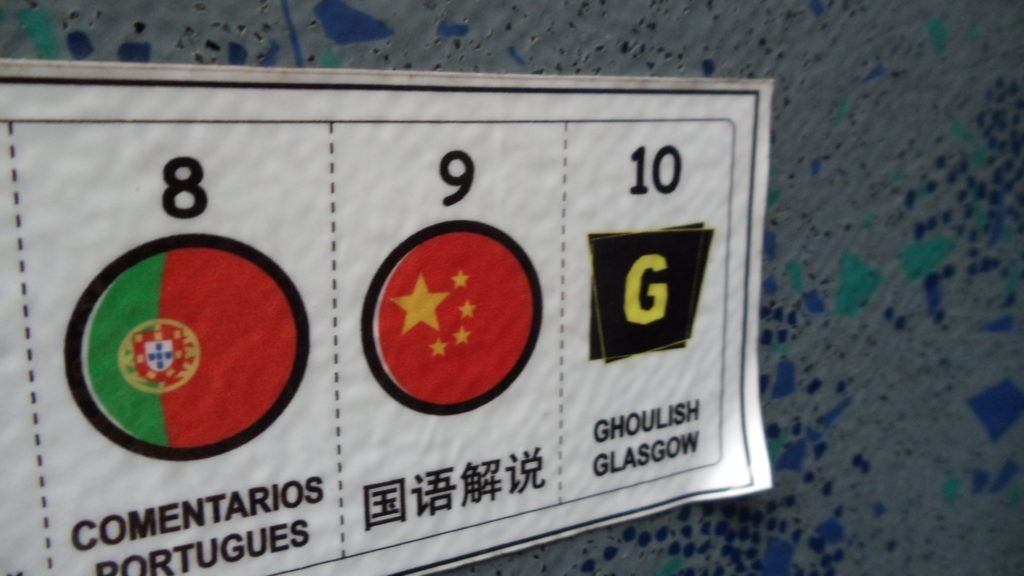 8
COMENTARIOS
PORTUGUES
9
国语解说
10
G
GHOULISH
GLASGOW